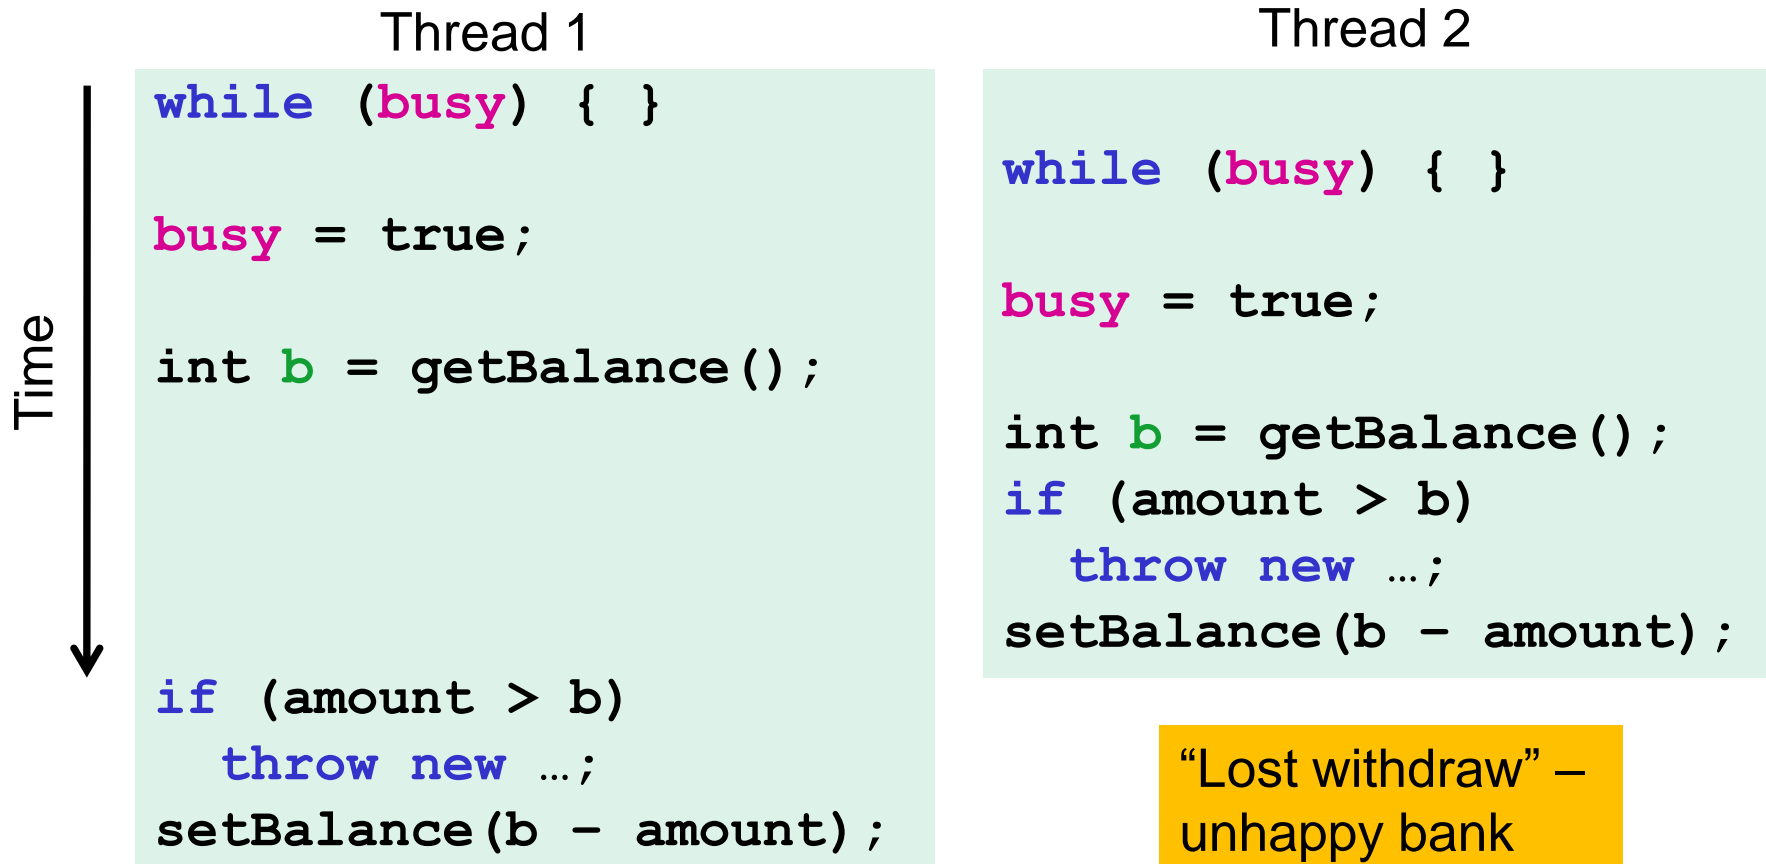 Thread 1
Thread 2
Time
while (busy) { }
busy = true;
int b = getBalance();
if (amount > b)
throw new …;
setBalance(b – amount);
while (busy) { }
busy = true;
int b = getBalance();
if (amount > b)
throw new …;
setBalance(b – amount);
“Lost withdraw” –
unhappy bank